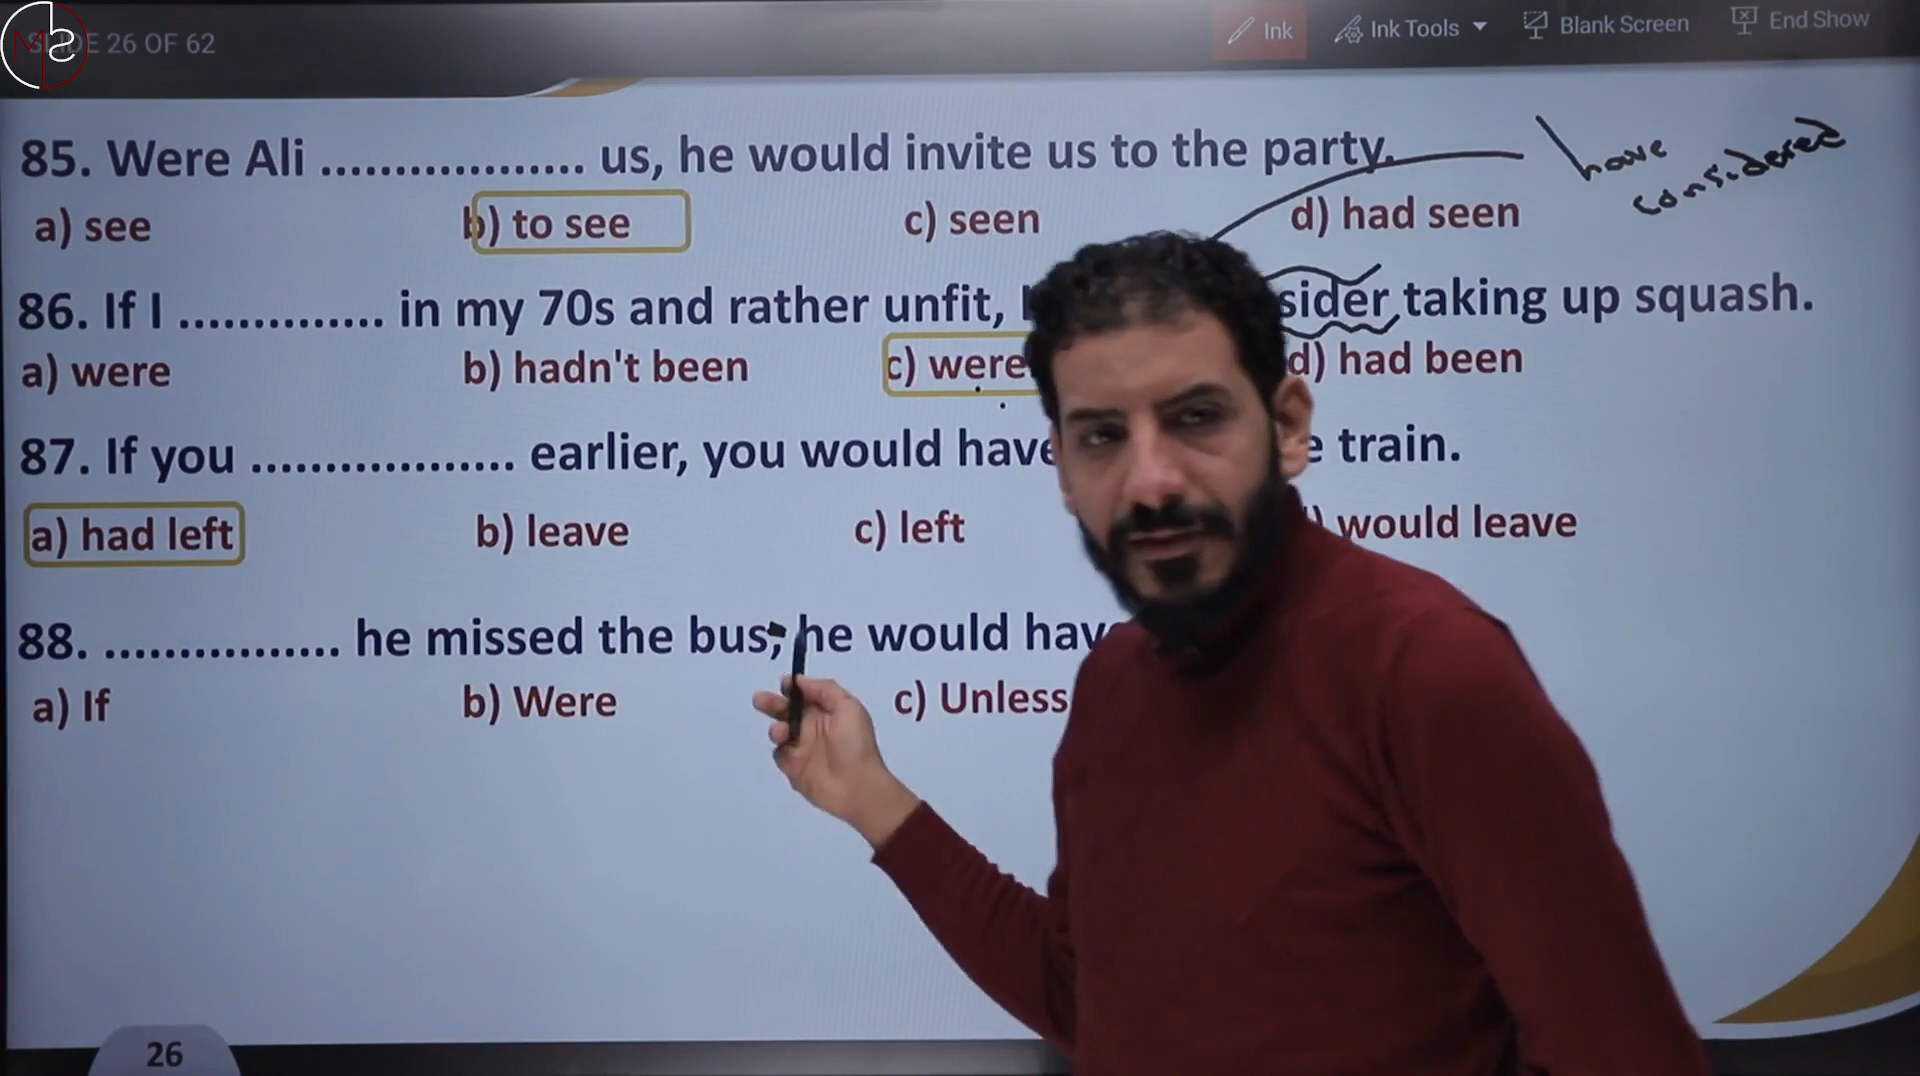 SLIDE 26 OF 62
Ink Ink Tools Blank Screen End Show
85. Were Ali .................. us, he would invite us to the party.
have considered
a) see b) to see c) seen d) had seen
86. If I .............. in my 70s and rather unfit, taking up squash.
a) were b) hadn't been c) d) had been
87. If you .................. earlier, you would have train.
a) had left b) leave c) left would leave
88. ................ he missed the bus, he would
a) If b) Were c) Unless
26